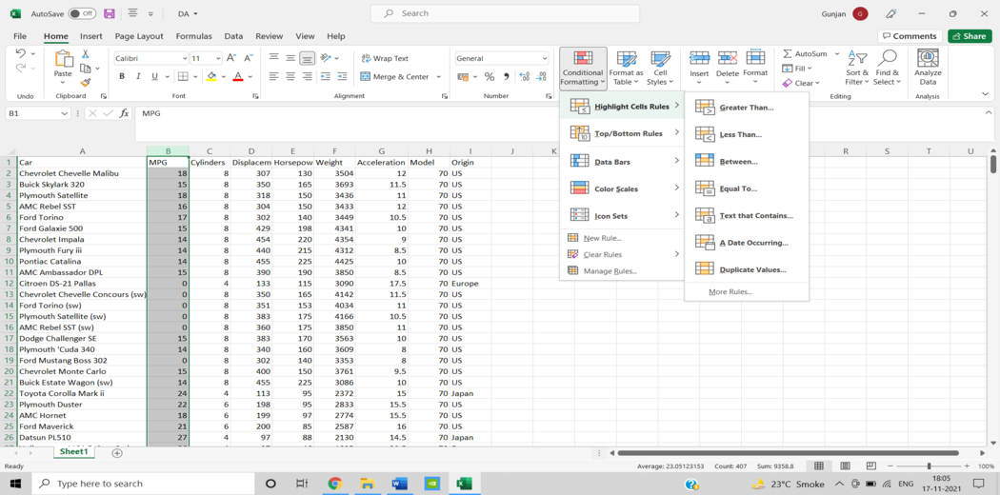 AutoSave Off DA Search Gunjan G
File Home Insert Page Layout Formulas Data Review View Help Comments Share
Undo
Paste
Clipboard
Calibri 11
B I U
Font
Wrap Text
Merge & Center
Alignment
General
Number
Conditional Formatting
Format as Table
Cell Styles
Insert
Delete
Format
AutoSum
Fill
Clear
Sort & Filter
Find & Select
Editing
Analyze Data
Analysis
B1 fx MPG
Highlight Cells Rules
Top/Bottom Rules
Data Bars
Color Scales
Icon Sets
New Rule...
Clear Rules
Manage Rules...
Greater Than...
Less Than...
Between...
Equal To...
Text that Contains...
A Date Occurring...
Duplicate Values...
More Rules...
A B C D E F G H I J K R S T U
1 Car MPG Cylinders Displacem Horsepow Weight Acceleration Model Origin
2 Chevrolet Chevelle Malibu 18 8 307 130 3504 12 70 US
3 Buick Skylark 320 15 8 350 165 3693 11.5 70 US
4 Plymouth Satellite 18 8 318 150 3436 11 70 US
5 AMC Rebel SST 16 8 304 150 3433 12 70 US
6 Ford Torino 17 8 302 140 3449 10.5 70 US
7 Ford Galaxie 500 15 8 429 198 4341 10 70 US
8 Chevrolet Impala 14 8 454 220 4354 9 70 US
9 Plymouth Fury iii 14 8 440 215 4312 8.5 70 US
10 Pontiac Catalina 14 8 455 225 4425 10 70 US
11 AMC Ambassador DPL 15 8 390 190 3850 8.5 70 US
12 Citroen DS-21 Pallas 0 4 133 115 3090 17.5 70 Europe
13 Chevrolet Chevelle Concours (sw) 0 8 350 165 4142 11.5 70 US
14 Ford Torino (sw) 0 8 351 153 4034 11 70 US
15 Plymouth Satellite (sw) 0 8 383 175 4166 10.5 70 US
16 AMC Rebel SST (sw) 0 8 360 175 3850 11 70 US
17 Dodge Challenger SE 15 8 383 170 3563 10 70 US
18 Plymouth 'Cuda 340 14 8 340 160 3609 8 70 US
19 Ford Mustang Boss 302 0 8 302 140 3353 8 70 US
20 Chevrolet Monte Carlo 15 8 400 150 3761 9.5 70 US
21 Buick Estate Wagon (sw) 14 8 455 225 3086 10 70 US
22 Toyota Corolla Mark ii 24 4 113 95 2372 15 70 Japan
23 Plymouth Duster 22 6 198 95 2833 15.5 70 US
24 AMC Hornet 18 6 199 97 2774 15.5 70 US
25 Ford Maverick 21 6 200 85 2587 16 70 US
26 Datsun PL510 27 4 97 88 2130 14.5 70 Japan
Sheet1
Ready Average: 23.05123153 Count: 407 Sum: 9358.8 100%
Type here to search 23°C Smoke ENG 18:05
17-11-2021